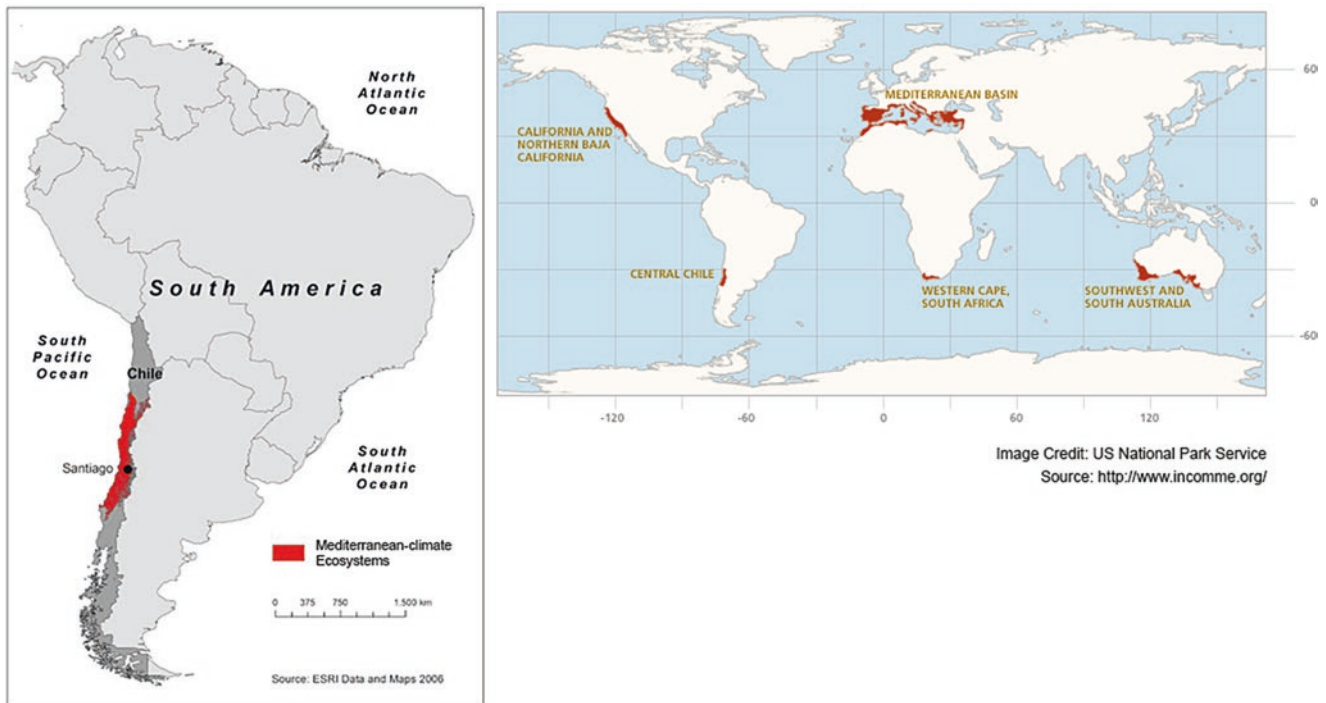 North
Atlantic
Ocean
South America
South
Pacific
Ocean
Chile
Santiago
South
Atlantic
Ocean
Mediterranean-climate
Ecosystems
0 375 750 1,500 km
Source: ESRI Data and Maps 2006
MEDITERRANEAN BASIN
CALIFORNIA AND
NORTHERN BAJA
CALIFORNIA
CENTRAL CHILE
WESTERN CAPE,
SOUTH AFRICA
SOUTHWEST AND
SOUTH AUSTRALIA
600
000
-600
-120 -60 0 60 120
Image Credit: US National Park Service
Source: http://www.incomme.org/